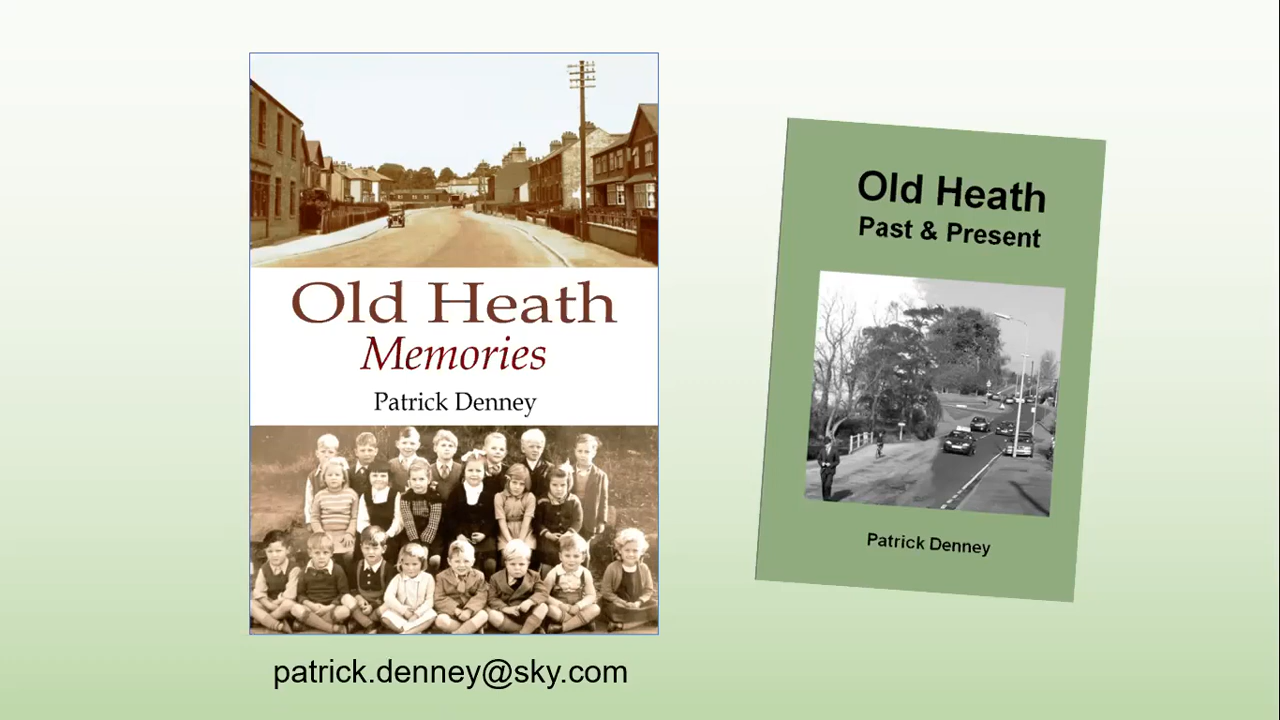 Old Heath
Memories
Patrick Denney
patrick.denney@sky.com
Old Heath
Past & Present
Patrick Denney